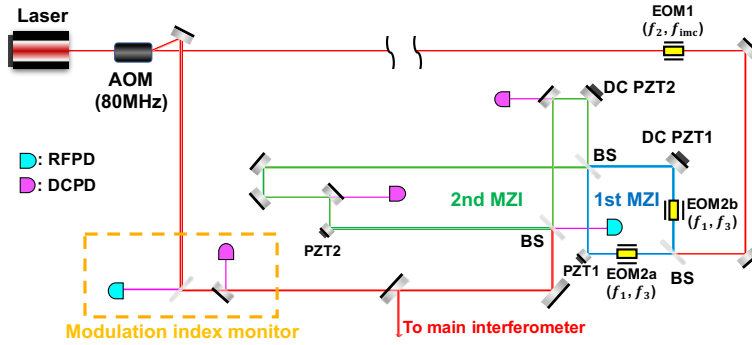 Laser
AOM
(80MHz)
EOM1
(f₂, f_imc)
DC PZT2
DC PZT1
: RFPD
: DCPD
BS
2nd MZI
1st MZI
EOM2b
(f₁, f₃)
PZT2
BS
PZT1
EOM2a
(f₁, f₃)
BS
Modulation index monitor
To main interferometer